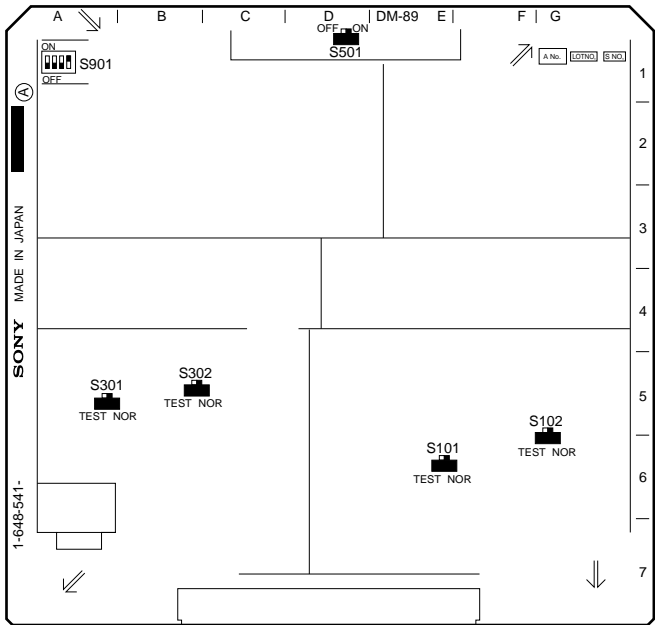 A B C D DM-89 E F G
OFF ON
S501
ON
S901
OFF
A No. LOTNO. S NO.
A
1
2
3
4
5
6
7
SONY MADE IN JAPAN
1-648-541-
S301
TEST NOR
S302
TEST NOR
S101
TEST NOR
S102
TEST NOR